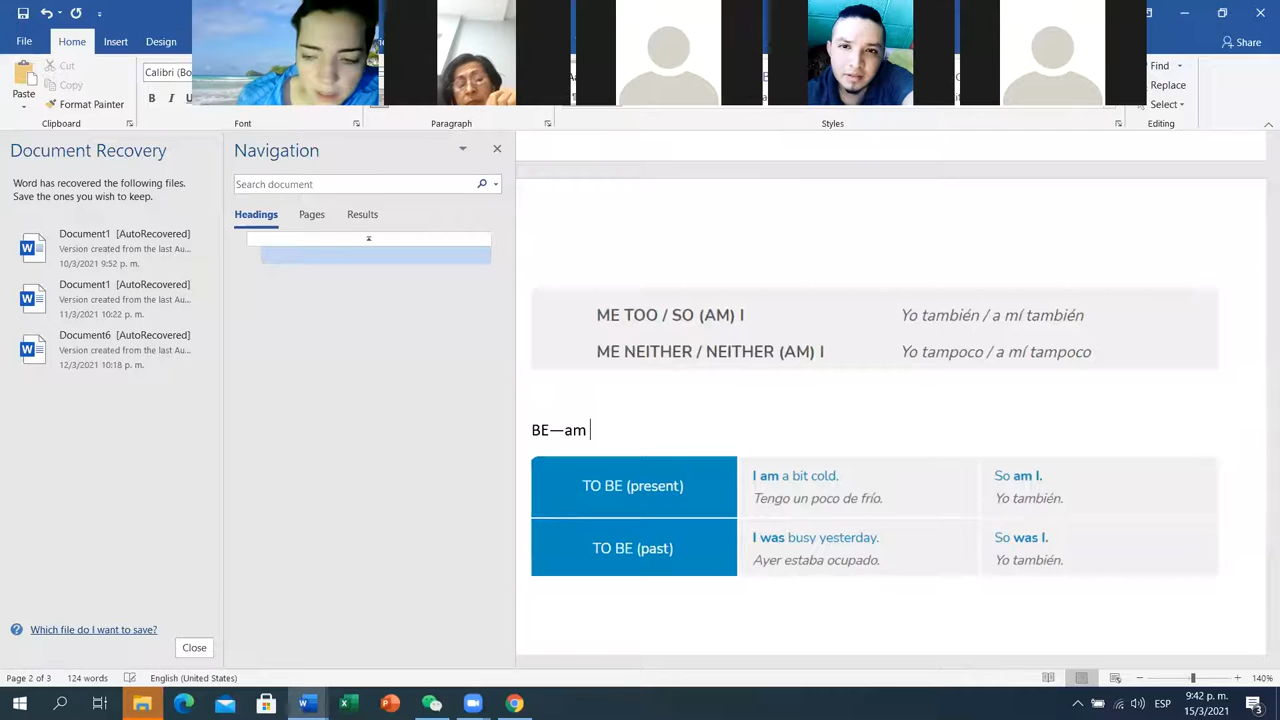 File
Home
Insert
Design
Share
Cut
Copy
Format Painter
Paste
Clipboard
Calibri (Bo
B I U
Font
Paragraph
Styles
Find
Replace
Select
Editing
Document Recovery
Word has recovered the following files.
Save the ones you wish to keep.
Document1 [AutoRecovered]
Version created from the last Au...
10/3/2021 9:52 p. m.
Document1 [AutoRecovered]
Version created from the last Au...
11/3/2021 10:22 p. m.
Document6 [AutoRecovered]
Version created from the last Au...
12/3/2021 10:18 p. m.
Which file do I want to save?
Close
Navigation
Search document
Headings Pages Results
ME TOO / SO (AM) I Yo también / a mí también
ME NEITHER / NEITHER (AM) I Yo tampoco / a mí tampoco
BE—am
TO BE (present)
I am a bit cold.
Tengo un poco de frío.
So am I.
Yo también.
TO BE (past)
I was busy yesterday.
Ayer estaba ocupado.
So was I.
Yo también.
Page 2 of 3 124 words English (United States)
140%
ESP
9:42 p. m.
15/3/2021
3